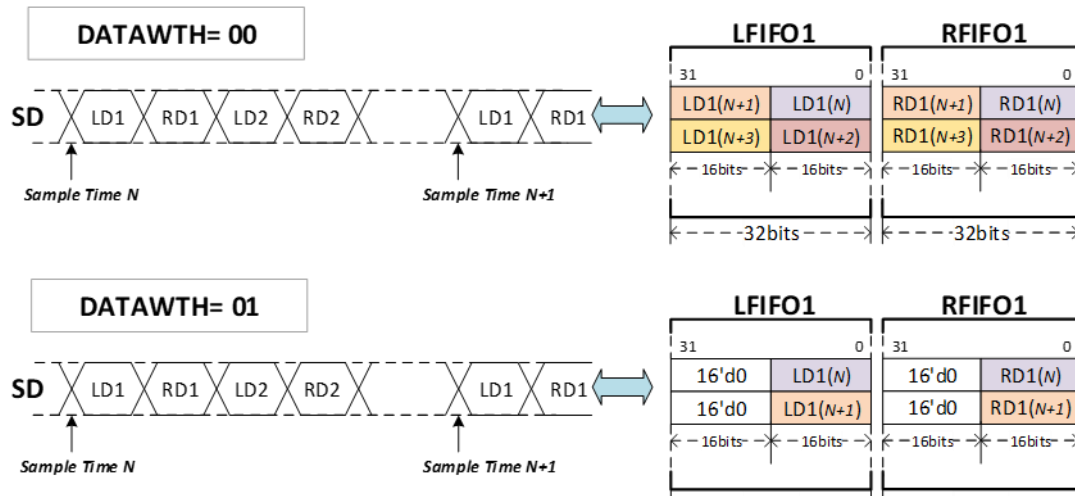 DATAWTH= 00
LFIFO1 RFIFO1
31 0 31 0
SD LD1 RD1 LD2 RD2 LD1 RD1 LD1(N+1) LD1(N) RD1(N+1) RD1(N)
LD1(N+3) LD1(N+2) RD1(N+3) RD1(N+2)
16bits 16bits 16bits 16bits
Sample Time N Sample Time N+1
32bits 32bits
DATAWTH= 01
LFIFO1 RFIFO1
31 0 31 0
SD LD1 RD1 LD2 RD2 LD1 RD1 16'd0 LD1(N) 16'd0 RD1(N)
16'd0 LD1(N+1) 16'd0 RD1(N+1)
16bits 16bits 16bits 16bits
Sample Time N Sample Time N+1